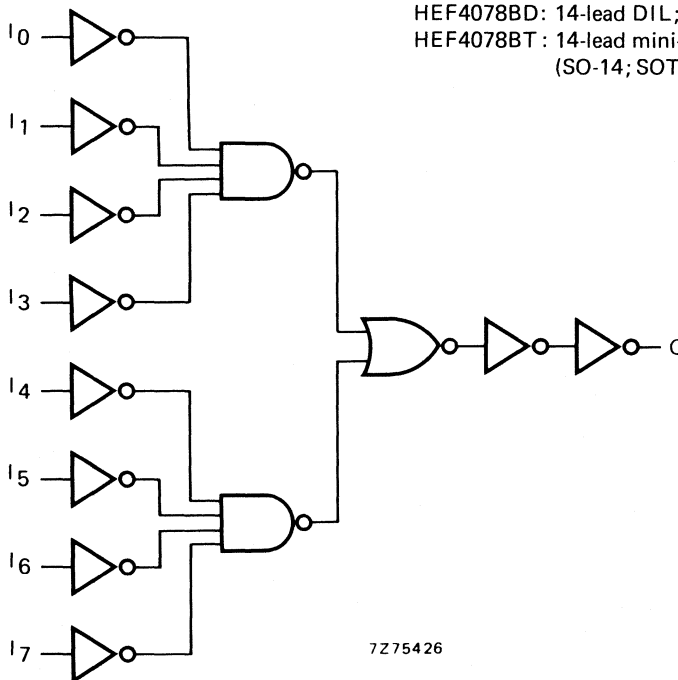 HEF4078BD: 14-lead DIL;
HEF4078BT: 14-lead mini-
(SO-14; SOT
I0
I1
I2
I3
I4
I5
I6
I7
7Z75426